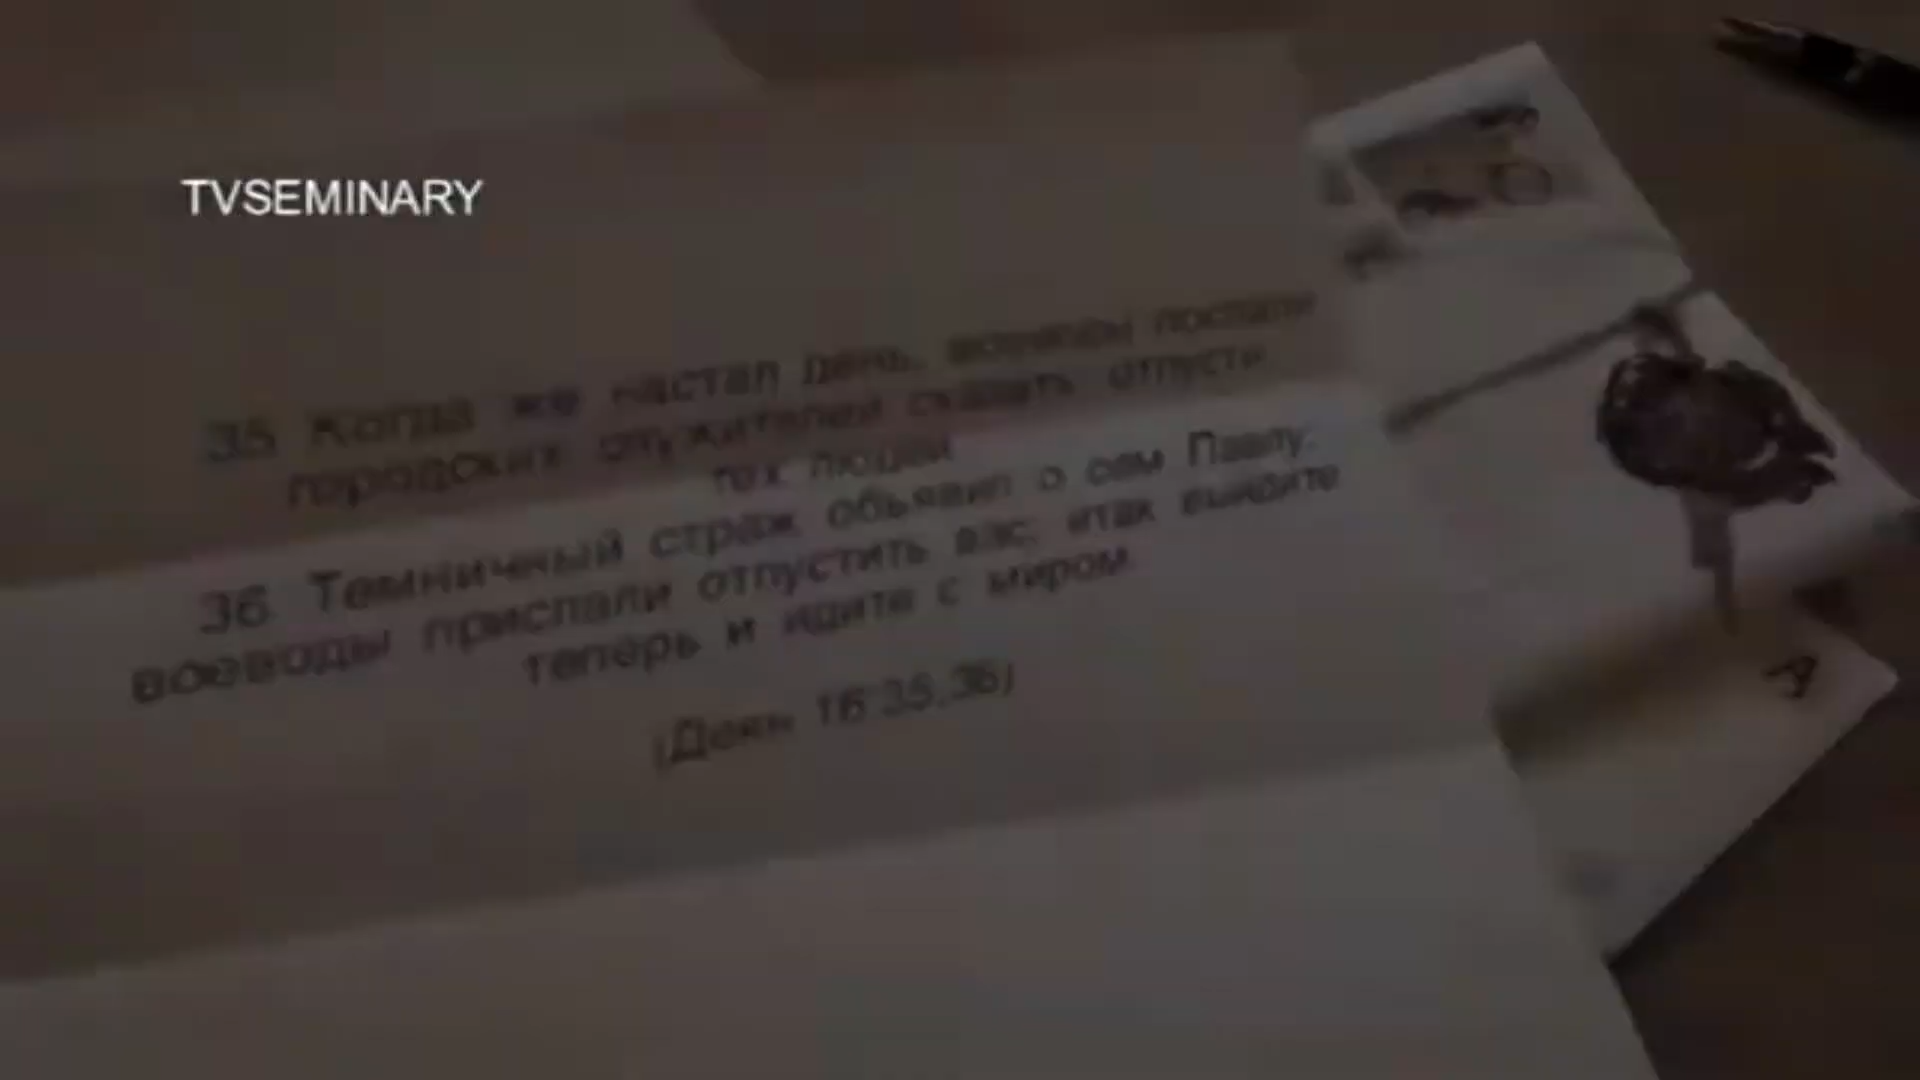 TVSEMINARY
35 Когда же настал день, воеводы послали
городских служителей сказать: отпусти
тех людей
36 Темничный страж объявил о сем Павлу:
воеводы прислали отпустить вас; итак выйдите
теперь и идите с миром.
(Деян 16:35,36)